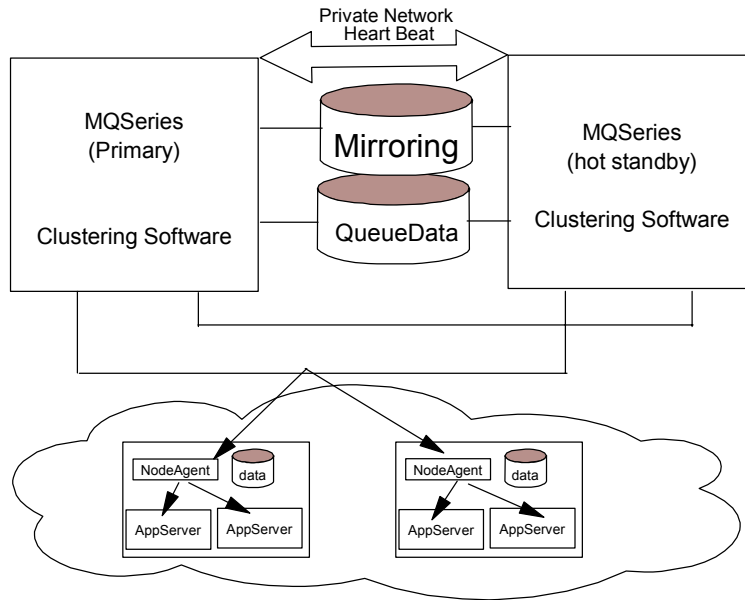 Private Network
Heart Beat
MQSeries
(Primary)
Clustering Software
Mirroring
QueueData
MQSeries
(hot standby)
Clustering Software
NodeAgent
data
AppServer
AppServer
NodeAgent
data
AppServer
AppServer